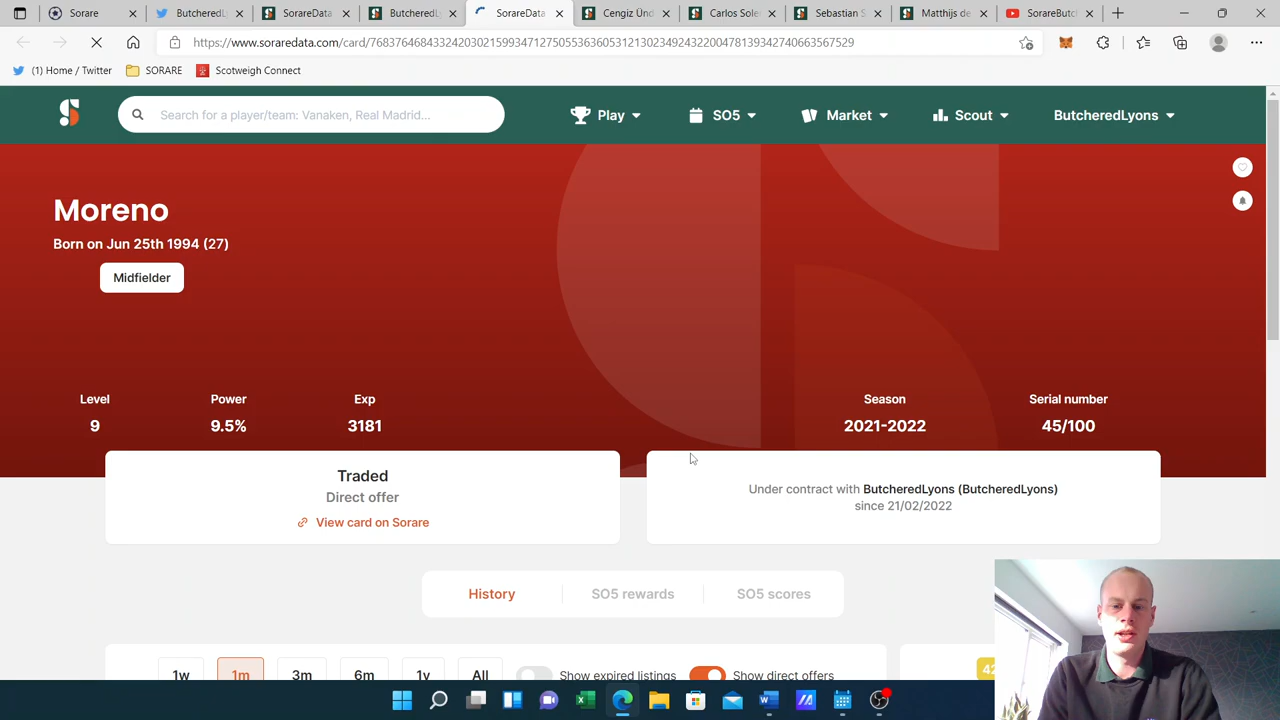 Sorare
ButcheredL
SorareData
ButcheredL
SorareData
Cengiz Ünd
Carlos Sole
Sebastian S
Matthijs de
SorareButc
https://www.soraredata.com/card/76837646843324203021599347127505536360531213023492432200478139342740663567529
(1) Home / Twitter
SORARE
Scotweigh Connect
Search for a player/team: Vanaken, Real Madrid...
Play
SO5
Market
Scout
ButcheredLyons
Moreno
Born on Jun 25th 1994 (27)
Midfielder
Level
Power
Exp
Season
Serial number
9
9.5%
3181
2021-2022
45/100
Traded
Direct offer
View card on Sorare
Under contract with ButcheredLyons (ButcheredLyons)
since 21/02/2022
History
SO5 rewards
SO5 scores
1w
1m
3m
6m
1y
All
Show expired listings
Show direct offers